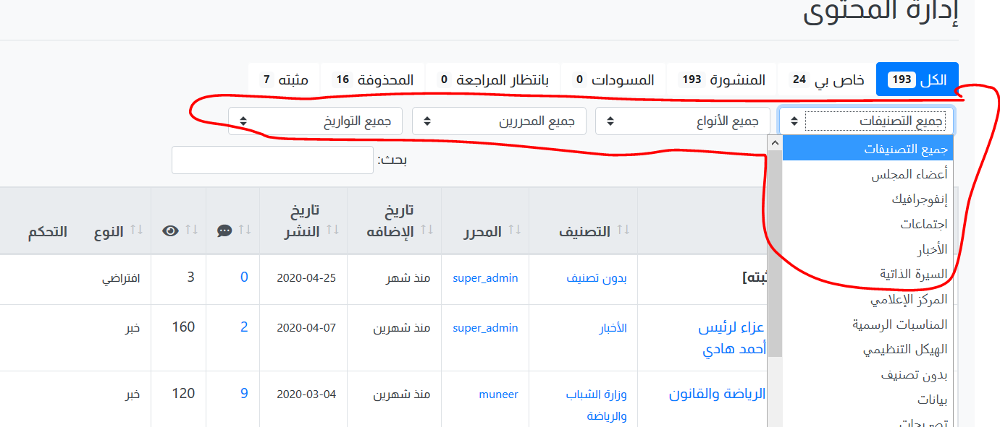 إدارة المحتوى
الكل 193 خاص بي 24 المنشورة 193 المسودات 0 بانتظار المراجعة 0 المحذوفة 16 مثبته 7
جميع التصنيفات جميع الأنواع جميع المحررين جميع التواريخ
جميع التصنيفات
أعضاء المجلس
إنفوجرافيك
اجتماعات
الأخبار
السيرة الذاتية
المركز الإعلامي
المناسبات الرسمية
الهيكل التنظيمي
بدون تصنيف
بيانات
بحث:
التصنيف المحرر تاريخ الإضافه تاريخ النشر النوع التحكم
بدون تصنيف super_admin منذ شهر 2020-04-25 0 3 افتراضي
عزاء لرئيس
أحمد هادي
الأخبار super_admin منذ شهرين 2020-04-07 2 160 خبر
الرياضة والقانون
وزارة الشباب
والرياضة
muneer منذ شهرين 2020-03-04 9 120 خبر